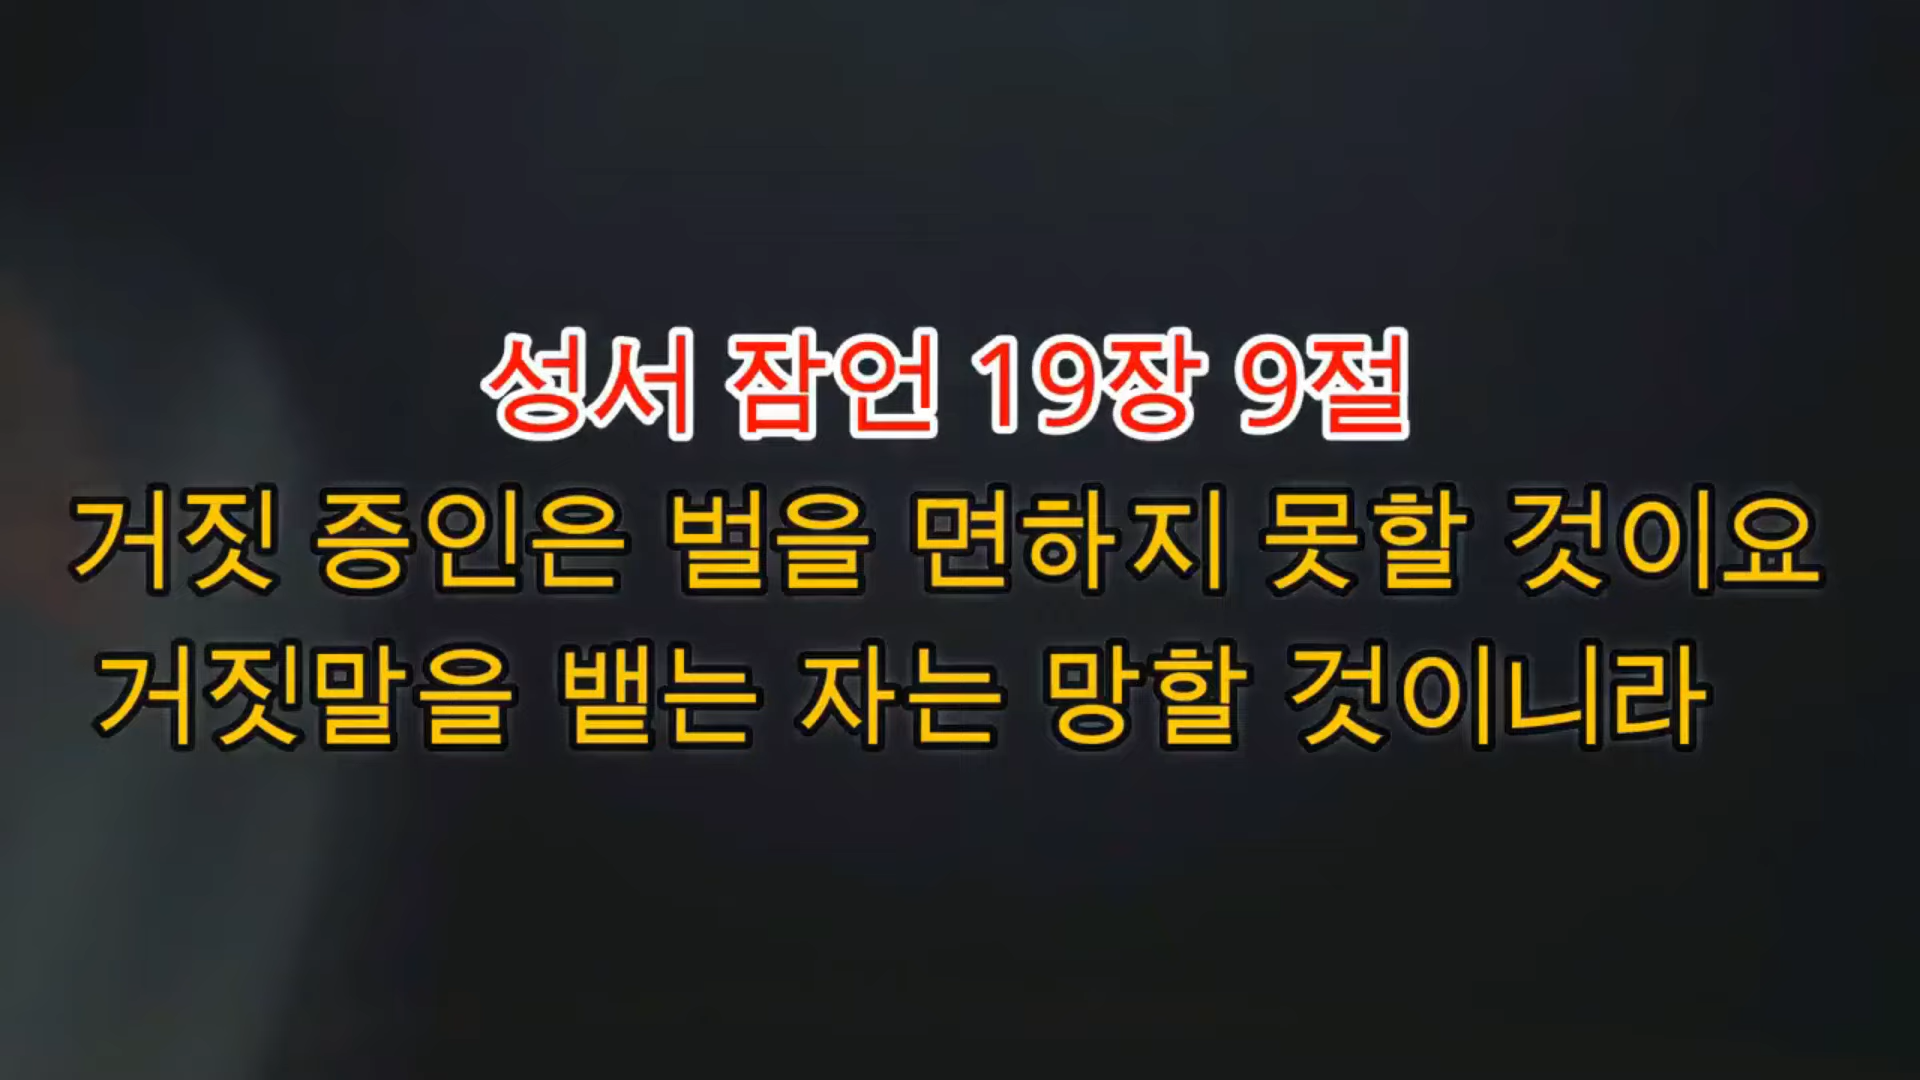 성서 잠언 19장 9절
거짓 증인은 벌을 면하지 못할 것이요
거짓말을 뱉는 자는 망할 것이니라